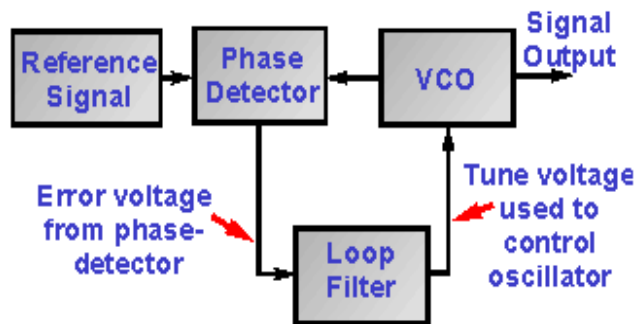 Reference
Signal
Phase
Detector
VCO
Signal
Output
Error voltage
from phase-
detector
Loop
Filter
Tune voltage
used to
control
oscillator